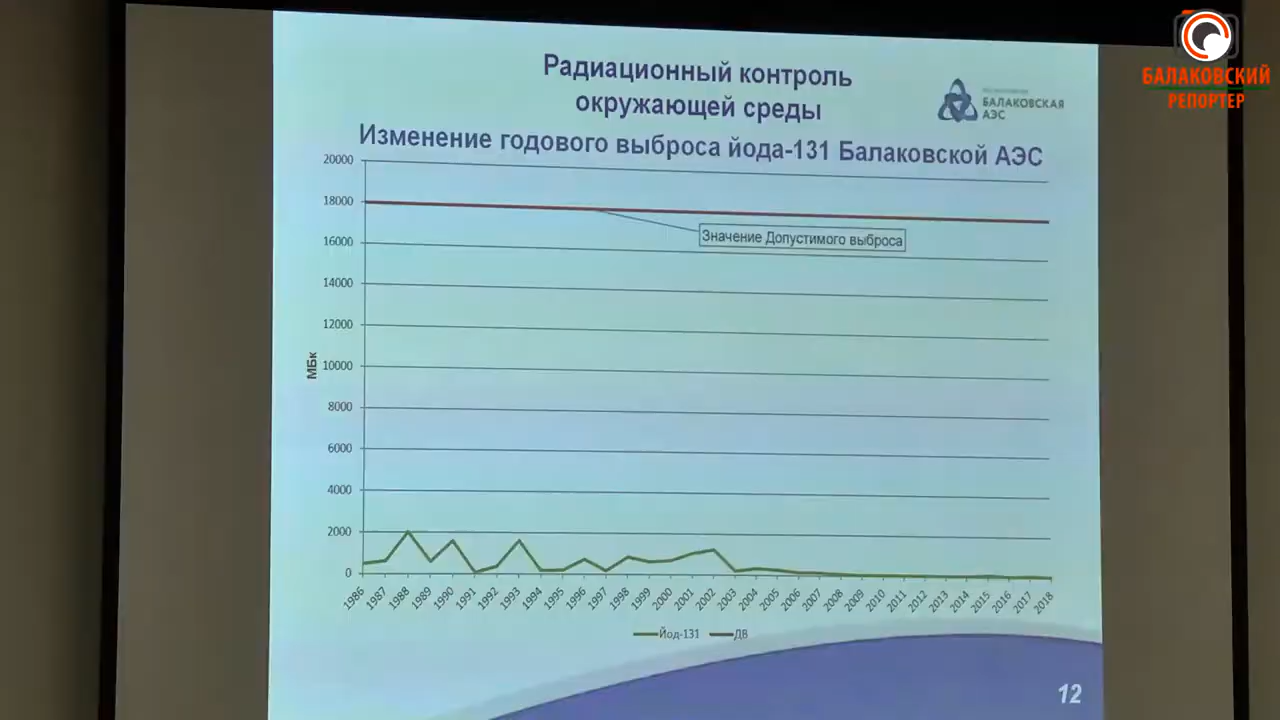 БАЛАКОВСКИЙ
РЕПОРТЕР
Радиационный контроль
окружающей среды
БАЛАКОВСКАЯ
АЭС
Изменение годового выброса йода-131 Балаковской АЭС
20000
18000
Значение Допустимого выброса
16000
14000
12000
10000
МБк
8000
6000
4000
2000
0
1986 1987 1988 1989 1990 1991 1992 1993 1994 1995 1996 1997 1998 1999 2000 2001 2002 2003 2004 2005 2006 2007 2008 2009 2010 2011 2012 2013 2014 2015 2016 2017 2018
Йод-131 ДВ
12